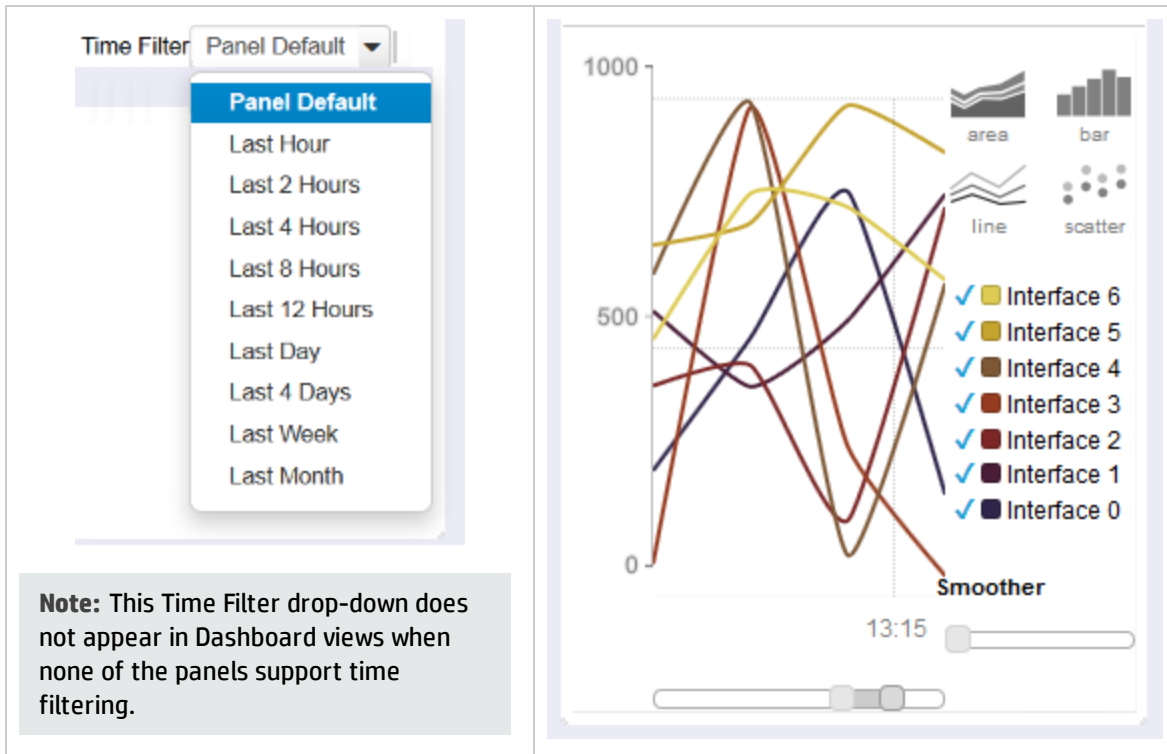 Time Filter Panel Default
Panel Default
Last Hour
Last 2 Hours
Last 4 Hours
Last 8 Hours
Last 12 Hours
Last Day
Last 4 Days
Last Week
Last Month
Note: This Time Filter drop-down does
not appear in Dashboard views when
none of the panels support time
filtering.
1000
500
0
13:15
area
bar
line
scatter
Interface 6
Interface 5
Interface 4
Interface 3
Interface 2
Interface 1
Interface 0
Smoother